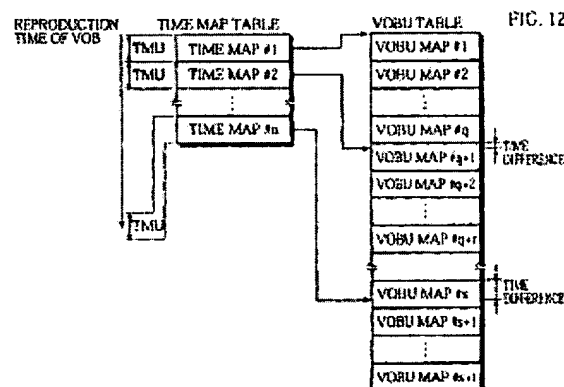 REPRODUCTION
TIME OF VOB
TIME MAP TABLE
VOBU TABLE
FIG. 12
TMU
TIME MAP #1
VOBU MAP #1
TMU
TIME MAP #2
VOBU MAP #2
TIME MAP #n
VOBU MAP #q
VOBU MAP #q+1
TIME
DIFFERENCE
VOBU MAP #q+2
TMU
VOBU MAP #q+r
VOBU MAP #s
TIME
DIFFERENCE
VOBU MAP #s+1
VOBU MAP